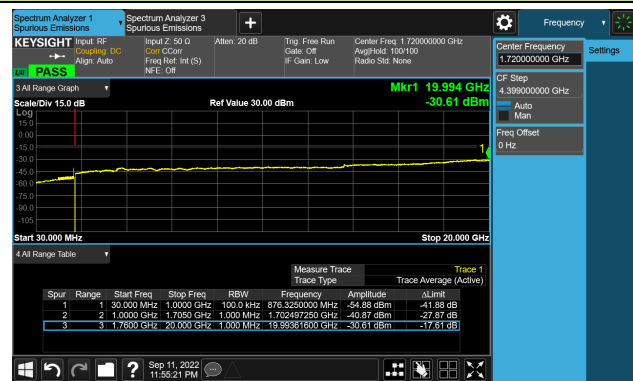 Spectrum Analyzer 1
Spurious Emissions
Spectrum Analyzer 3
Spurious Emissions
+
Frequency
KEYSIGHT
Input: RF
Coupling: DC
Align: Auto
Input Z: 50 Ω
Corr CCorr
Freq Ref: Int (S)
NFE: Off
Atten: 20 dB
Trig: Free Run
Gate: Off
IF Gain: Low
Center Freq: 1.720000000 GHz
Avg|Hold: 100/100
Radio Std: None
PASS
Center Frequency
1.720000000 GHz
Settings
CF Step
4.399000000 GHz
Auto
Man
Freq Offset
0 Hz
3 All Range Graph
Mkr1 19.994 GHz
-30.61 dBm
Scale/Div 15.0 dB
Ref Value 30.00 dBm
Log
15.0
0.00
-15.0
-30.0
-45.0
-60.0
-75.0
-90.0
-105
1
Start 30.000 MHz
Stop 20.000 GHz
4 All Range Table
Measure Trace Trace 1
Trace Type Trace Average (Active)
Spur Range Start Freq Stop Freq RBW Frequency Amplitude ΔLimit
1 1 30.000 MHz 1.0000 GHz 100.0 kHz 876.3250000 MHz -54.88 dBm -41.88 dB
2 2 1.0000 GHz 1.7050 GHz 1.000 MHz 1.702497250 GHz -40.87 dBm -27.87 dB
3 3 1.7600 GHz 20.000 GHz 1.000 MHz 19.99361600 GHz -30.61 dBm -17.61 dB
?
Sep 11, 2022
11:55:21 PM